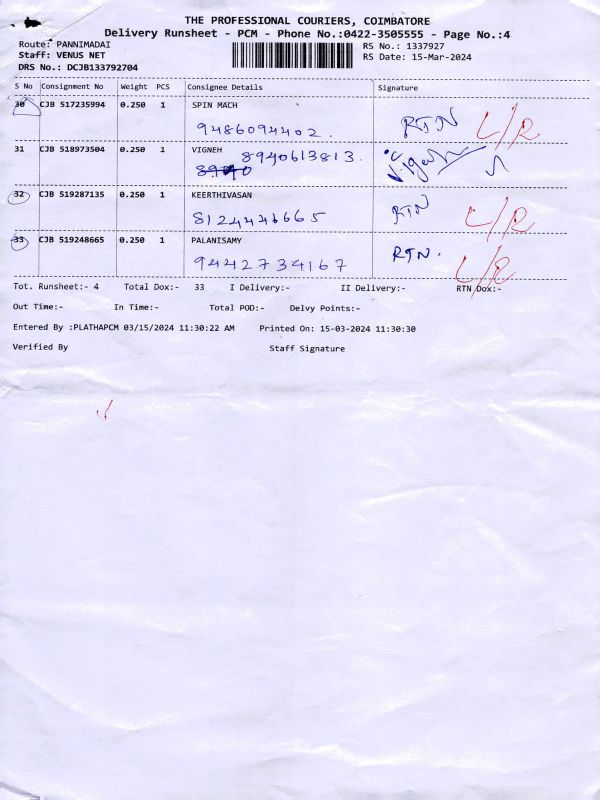 THE PROFESSIONAL COURIERS, COIMBATORE
Delivery Runsheet - PCM - Phone No.:0422-3505555 - Page No.:4
Route: PANNIMADAI
RS No.: 1337927
Staff: VENUS NET
RS Date: 15-Mar-2024
DRS No.: DCJB133792704
S No Consignment No Weight PCS Consignee Details Signature
30 CJB 517235994 0.250 1 SPIN MACH
9486094402. RTN L/R
31 CJB 518973504 0.250 1 VIGNEH 8940613813.
32 CJB 519287135 0.250 1 KEERTHIVASAN
8124446665 RTN L/R
33 CJB 519248665 0.250 1 PALANISAMY
9442734167 RTN. L/R
Tot. Runsheet:- 4 Total Dox:- 33 I Delivery:- II Delivery:- RTN Dox:-
Out Time:- In Time:- Total POD:- Delvy Points:-
Entered By :PLATHAPCM 03/15/2024 11:30:22 AM Printed On: 15-03-2024 11:30:30
Verified By Staff Signature